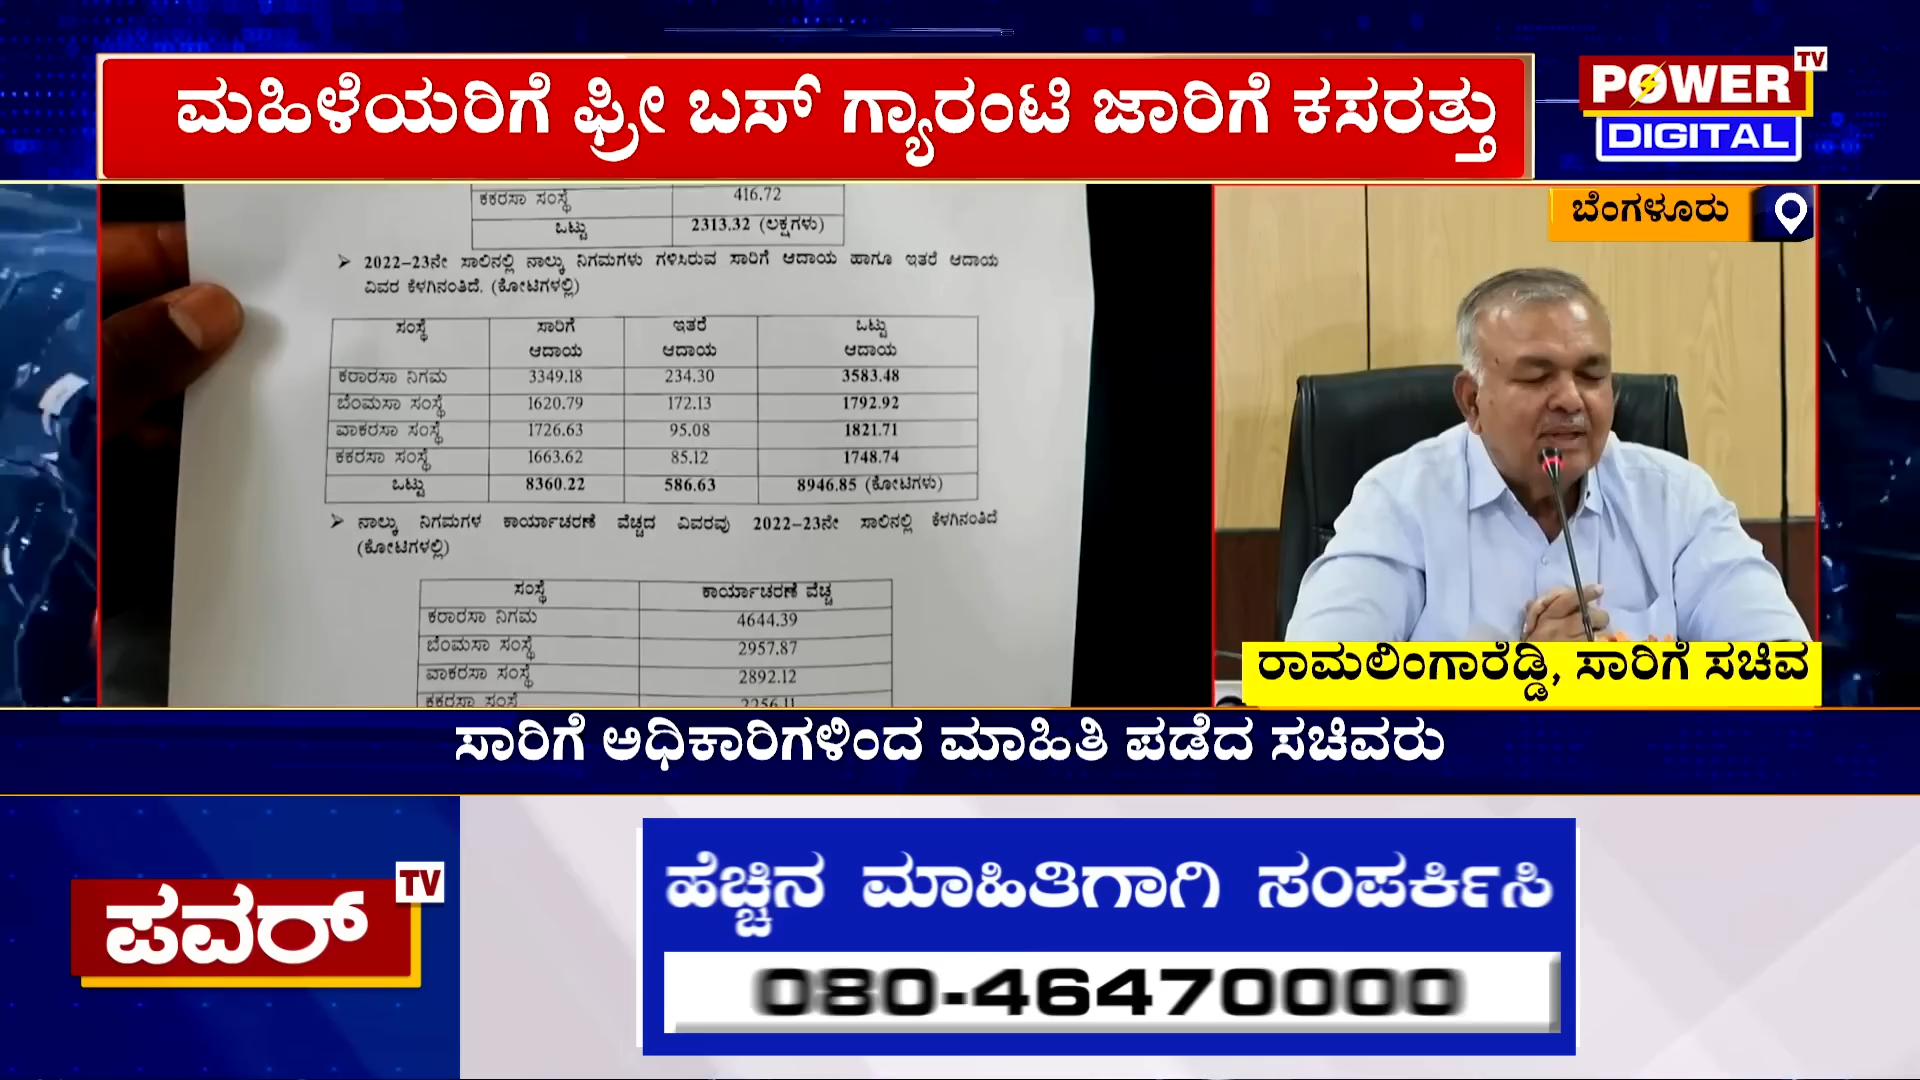 ಮಹಿಳೆಯರಿಗೆ ಫ್ರೀ ಬಸ್ ಗ್ಯಾರಂಟಿ ಜಾರಿಗೆ ಕಸರತ್ತು
POWER TV
DIGITAL
ಬೆಂಗಳೂರು
ಕಕರಸಾ ಸಂಸ್ಥೆ 416.72
ಒಟ್ಟು 2313.32 (ಲಕ್ಷಗಳು)
➢ 2022-23ನೇ ಸಾಲಿನಲ್ಲಿ ನಾಲ್ಕು ನಿಗಮಗಳು ಗಳಿಸಿರುವ ಸಾರಿಗೆ ಆದಾಯ ಹಾಗೂ ಇತರೆ ಆದಾಯ
ವಿವರ ಕೆಳಗಿನಂತಿದೆ. (ಕೋಟಿಗಳಲ್ಲಿ)
ಸಂಸ್ಥೆ ಸಾರಿಗೆ ಇತರೆ ಒಟ್ಟು
ಆದಾಯ ಆದಾಯ ಆದಾಯ
ಕರಾರಸಾ ನಿಗಮ 3349.18 234.30 3583.48
ಬೆಂಮಸಾ ಸಂಸ್ಥೆ 1620.79 172.13 1792.92
ವಾಕರಸಾ ಸಂಸ್ಥೆ 1726.63 95.08 1821.71
ಕಕರಸಾ ಸಂಸ್ಥೆ 1663.62 85.12 1748.74
ಒಟ್ಟು 8360.22 586.63 8946.85 (ಕೋಟಿಗಳು)
➢ ನಾಲ್ಕು ನಿಗಮಗಳ ಕಾರ್ಯಾಚರಣೆ ವೆಚ್ಚದ ವಿವರವು 2022-23ನೇ ಸಾಲಿನಲ್ಲಿ ಕೆಳಗಿನಂತಿದೆ
(ಕೋಟಿಗಳಲ್ಲಿ)
ಸಂಸ್ಥೆ ಕಾರ್ಯಾಚರಣೆ ವೆಚ್ಚ
ಕರಾರಸಾ ನಿಗಮ 4644.39
ಬೆಂಮಸಾ ಸಂಸ್ಥೆ 2957.87
ವಾಕರಸಾ ಸಂಸ್ಥೆ 2892.12
ಕಕರಸಾ ಸಂಸ್ಥೆ 2256.11
ರಾಮಲಿಂಗಾರೆಡ್ಡಿ, ಸಾರಿಗೆ ಸಚಿವ
ಸಾರಿಗೆ ಅಧಿಕಾರಿಗಳಿಂದ ಮಾಹಿತಿ ಪಡೆದ ಸಚಿವರು
ಪವರ್ TV
ಹೆಚ್ಚಿನ ಮಾಹಿತಿಗಾಗಿ ಸಂಪರ್ಕಿಸಿ
080-46470000